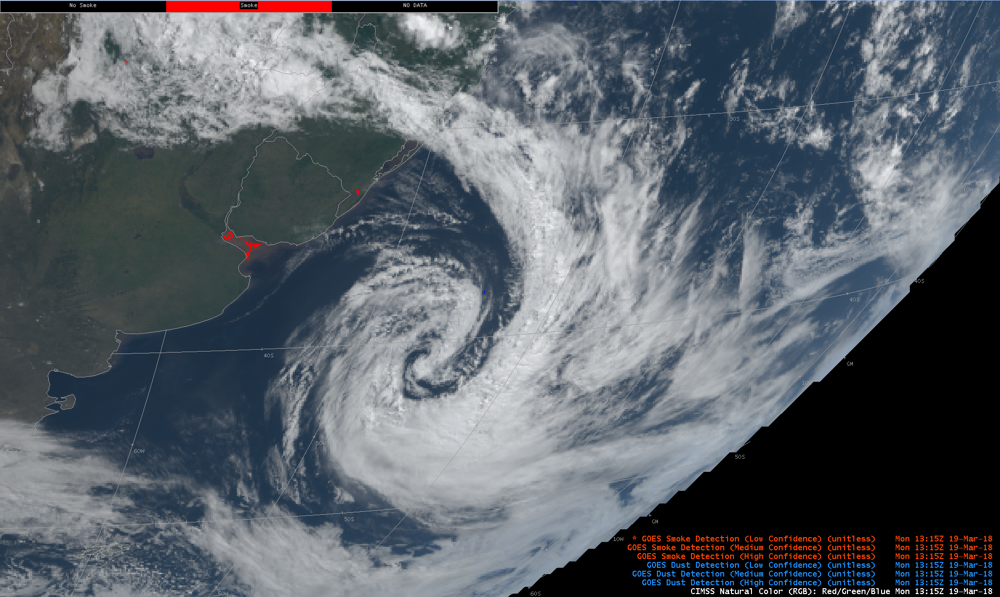 No Smoke Smoke NO DATA
30S
30S
10W
30W
50W
40S
40S
40S
40S
GM
10W
30W
40W
50W
60W
50S
50S
GM
50S
10W
* GOES Smoke Detection (Low Confidence) (unitless) Mon 13:15Z 19-Mar-18
GOES Smoke Detection (Medium Confidence) (unitless) Mon 13:15Z 19-Mar-18
GOES Smoke Detection (High Confidence) (unitless) Mon 13:15Z 19-Mar-18
GOES Dust Detection (Low Confidence) (unitless) Mon 13:15Z 19-Mar-18
GOES Dust Detection (Medium Confidence) (unitless) Mon 13:15Z 19-Mar-18
GOES Dust Detection (High Confidence) (unitless) Mon 13:15Z 19-Mar-18
CIMSS Natural Color (RGB): Red/Green/Blue Mon 13:15Z 19-Mar-18
50W
60S